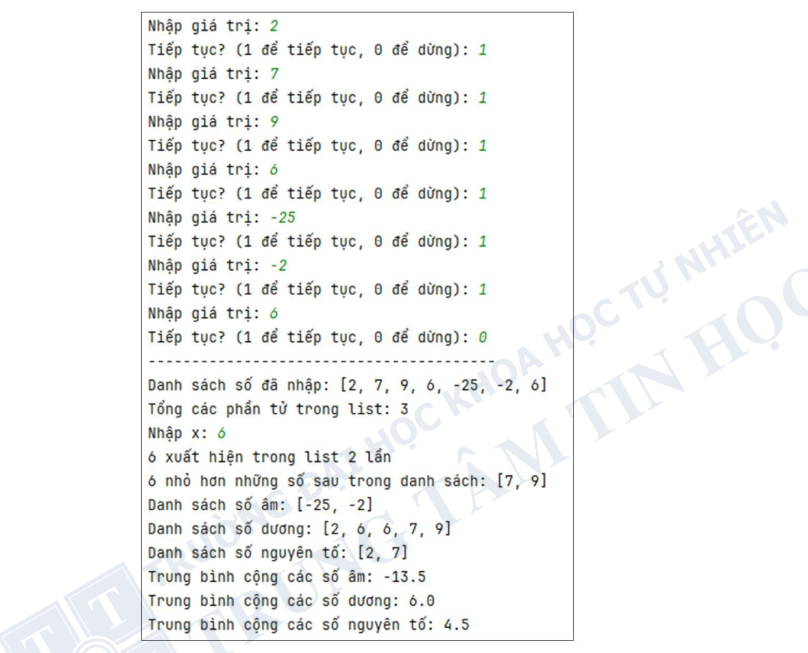 Nhập giá trị: 2
Tiếp tục? (1 để tiếp tục, 0 để dừng): 1
Nhập giá trị: 7
Tiếp tục? (1 để tiếp tục, 0 để dừng): 1
Nhập giá trị: 9
Tiếp tục? (1 để tiếp tục, 0 để dừng): 1
Nhập giá trị: 6
Tiếp tục? (1 để tiếp tục, 0 để dừng): 1
Nhập giá trị: -25
Tiếp tục? (1 để tiếp tục, 0 để dừng): 1
Nhập giá trị: -2
Tiếp tục? (1 để tiếp tục, 0 để dừng): 1
Nhập giá trị: 6
Tiếp tục? (1 để tiếp tục, 0 để dừng): 0
----------------------------------------
Danh sách số đã nhập: [2, 7, 9, 6, -25, -2, 6]
Tổng các phần tử trong list: 3
Nhập x: 6
6 xuất hiện trong list 2 lần
6 nhỏ hơn những số sau trong danh sách: [7, 9]
Danh sách số âm: [-25, -2]
Danh sách số dương: [2, 6, 6, 7, 9]
Danh sách số nguyên tố: [2, 7]
Trung bình cộng các số âm: -13.5
Trung bình cộng các số dương: 6.0
Trung bình cộng các số nguyên tố: 4.5
TRƯỜNG ĐẠI HỌC KHOA HỌC TỰ NHIÊN
TRUNG TÂM TIN HỌC